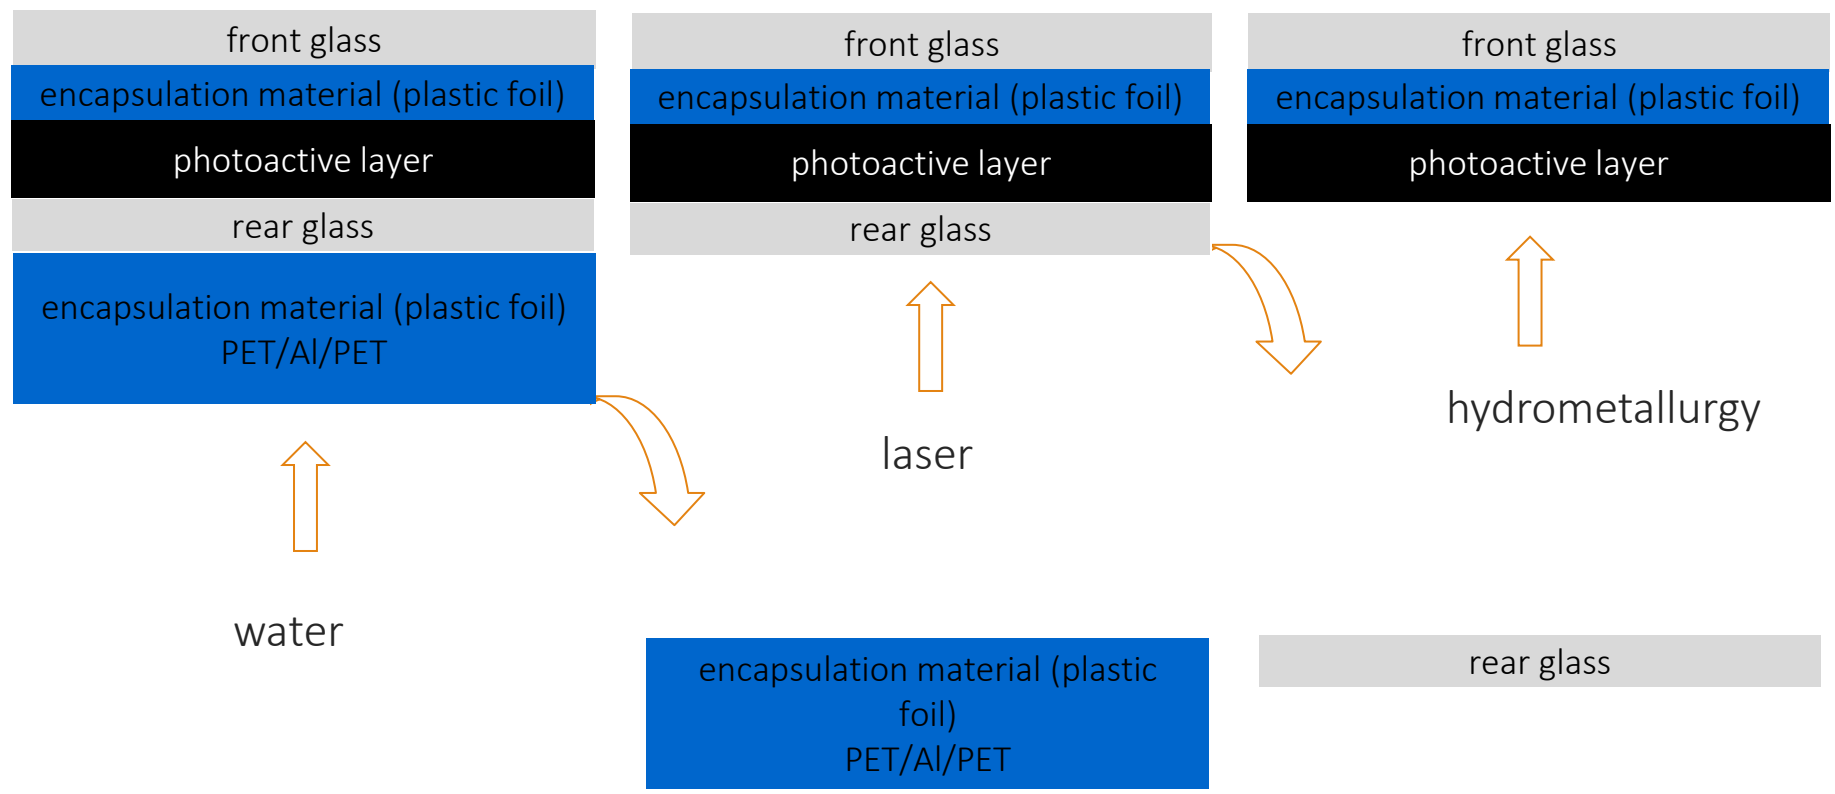 front glass
encapsulation material (plastic foil)
photoactive layer
rear glass
encapsulation material (plastic foil)
PET/Al/PET
water
front glass
encapsulation material (plastic foil)
photoactive layer
rear glass
laser
encapsulation material (plastic
foil)
PET/Al/PET
front glass
encapsulation material (plastic foil)
photoactive layer
hydrometallurgy
rear glass